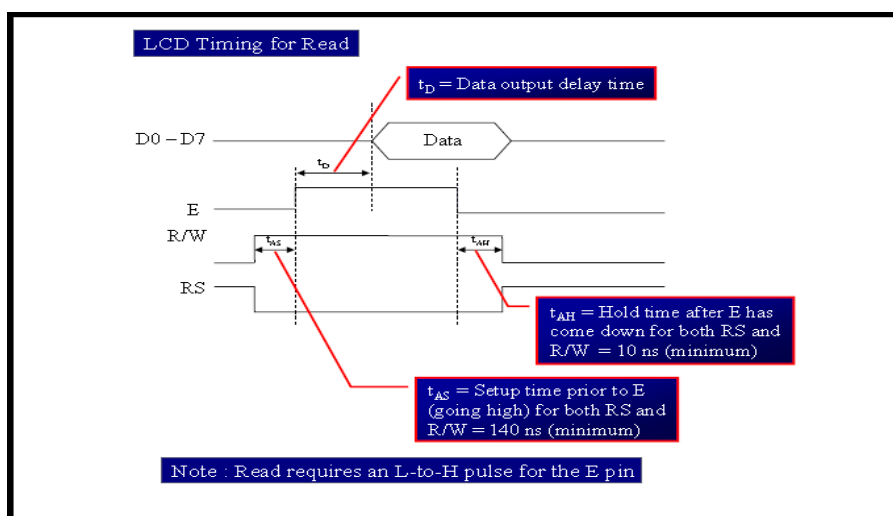 LCD Timing for Read
tD = Data output delay time
D0 – D7
Data
tD
E
R/W
tAS
tAH
RS
tAH = Hold time after E has
come down for both RS and
R/W = 10 ns (minimum)
tAS = Setup time prior to E
(going high) for both RS and
R/W = 140 ns (minimum)
Note : Read requires an L-to-H pulse for the E pin